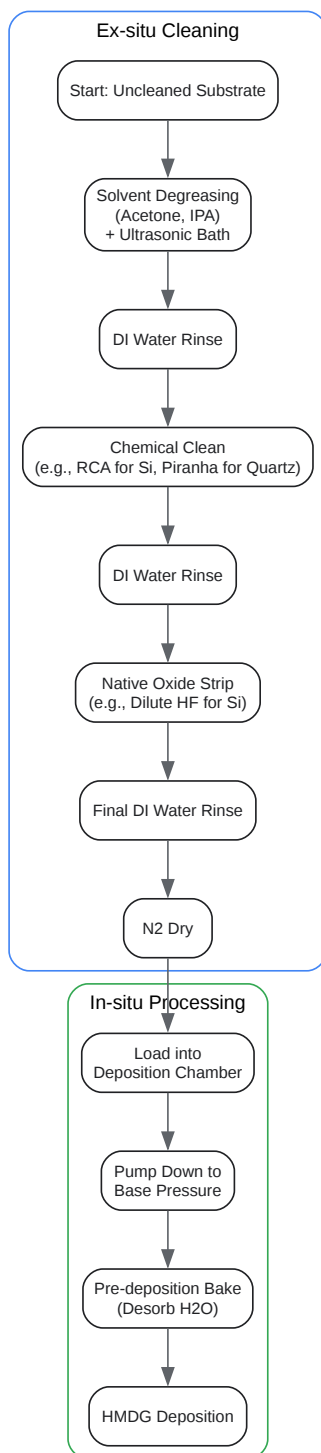 Ex-situ Cleaning
Start: Uncleaned Substrate
Solvent Degreasing
(Acetone, IPA)
+ Ultrasonic Bath
DI Water Rinse
Chemical Clean
(e.g., RCA for Si, Piranha for Quartz)
DI Water Rinse
Native Oxide Strip
(e.g., Dilute HF for Si)
Final DI Water Rinse
N2 Dry
In-situ Processing
Load into
Deposition Chamber
Pump Down to
Base Pressure
Pre-deposition Bake
(Desorb H2O)
HMDG Deposition